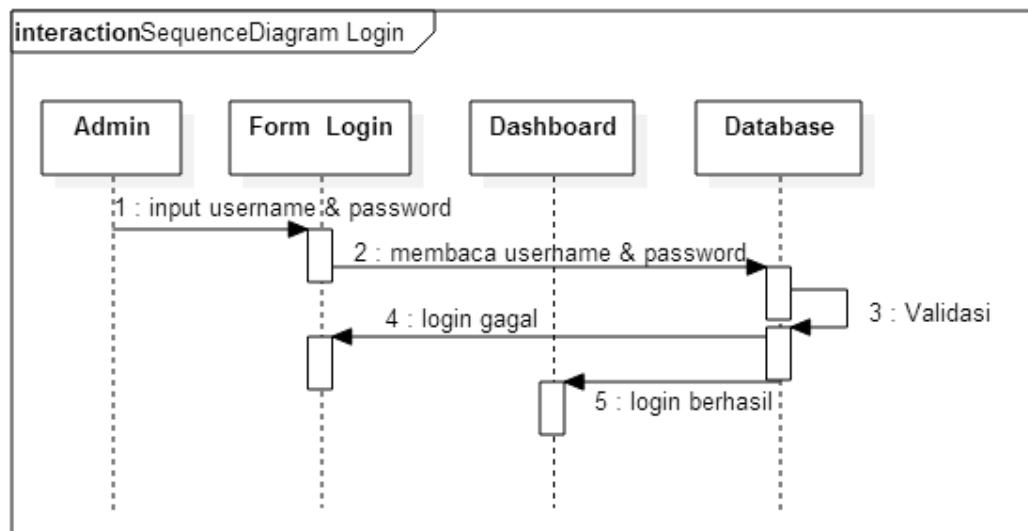 interactionSequenceDiagram Login
Admin
Form Login
Dashboard
Database
1 : input username & password
2 : membaca username & password
3 : Validasi
4 : login gagal
5 : login berhasil